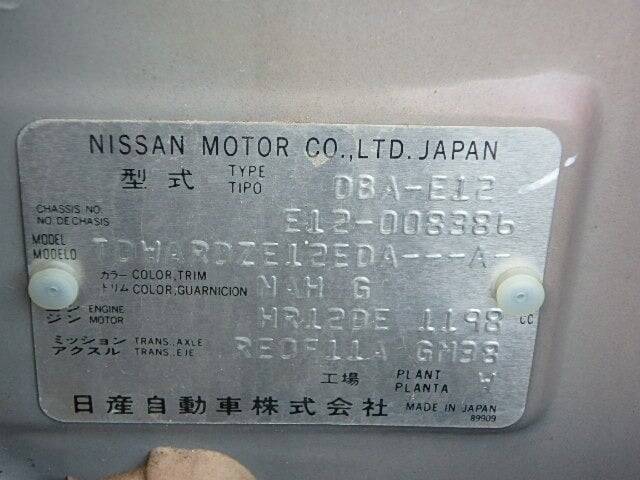 NISSAN MOTOR CO.,LTD. JAPAN
型式 TYPE TIPO DBA-E12
CHASSIS NO. NO. DE CHASIS E12-008386
MODEL MODELO TDWARDZE12EDA---A-
カラー COLOR,TRIM
トリム COLOR,GUARNICION NAH G
ENGINE
ジン MOTOR HR12DE 1198 CC
ミッション TRANS., AXLE
アクスル TRANS., EJE RE0F11A GM38
工場 PLANT PLANTA W
日産自動車株式会社 MADE IN JAPAN
89909